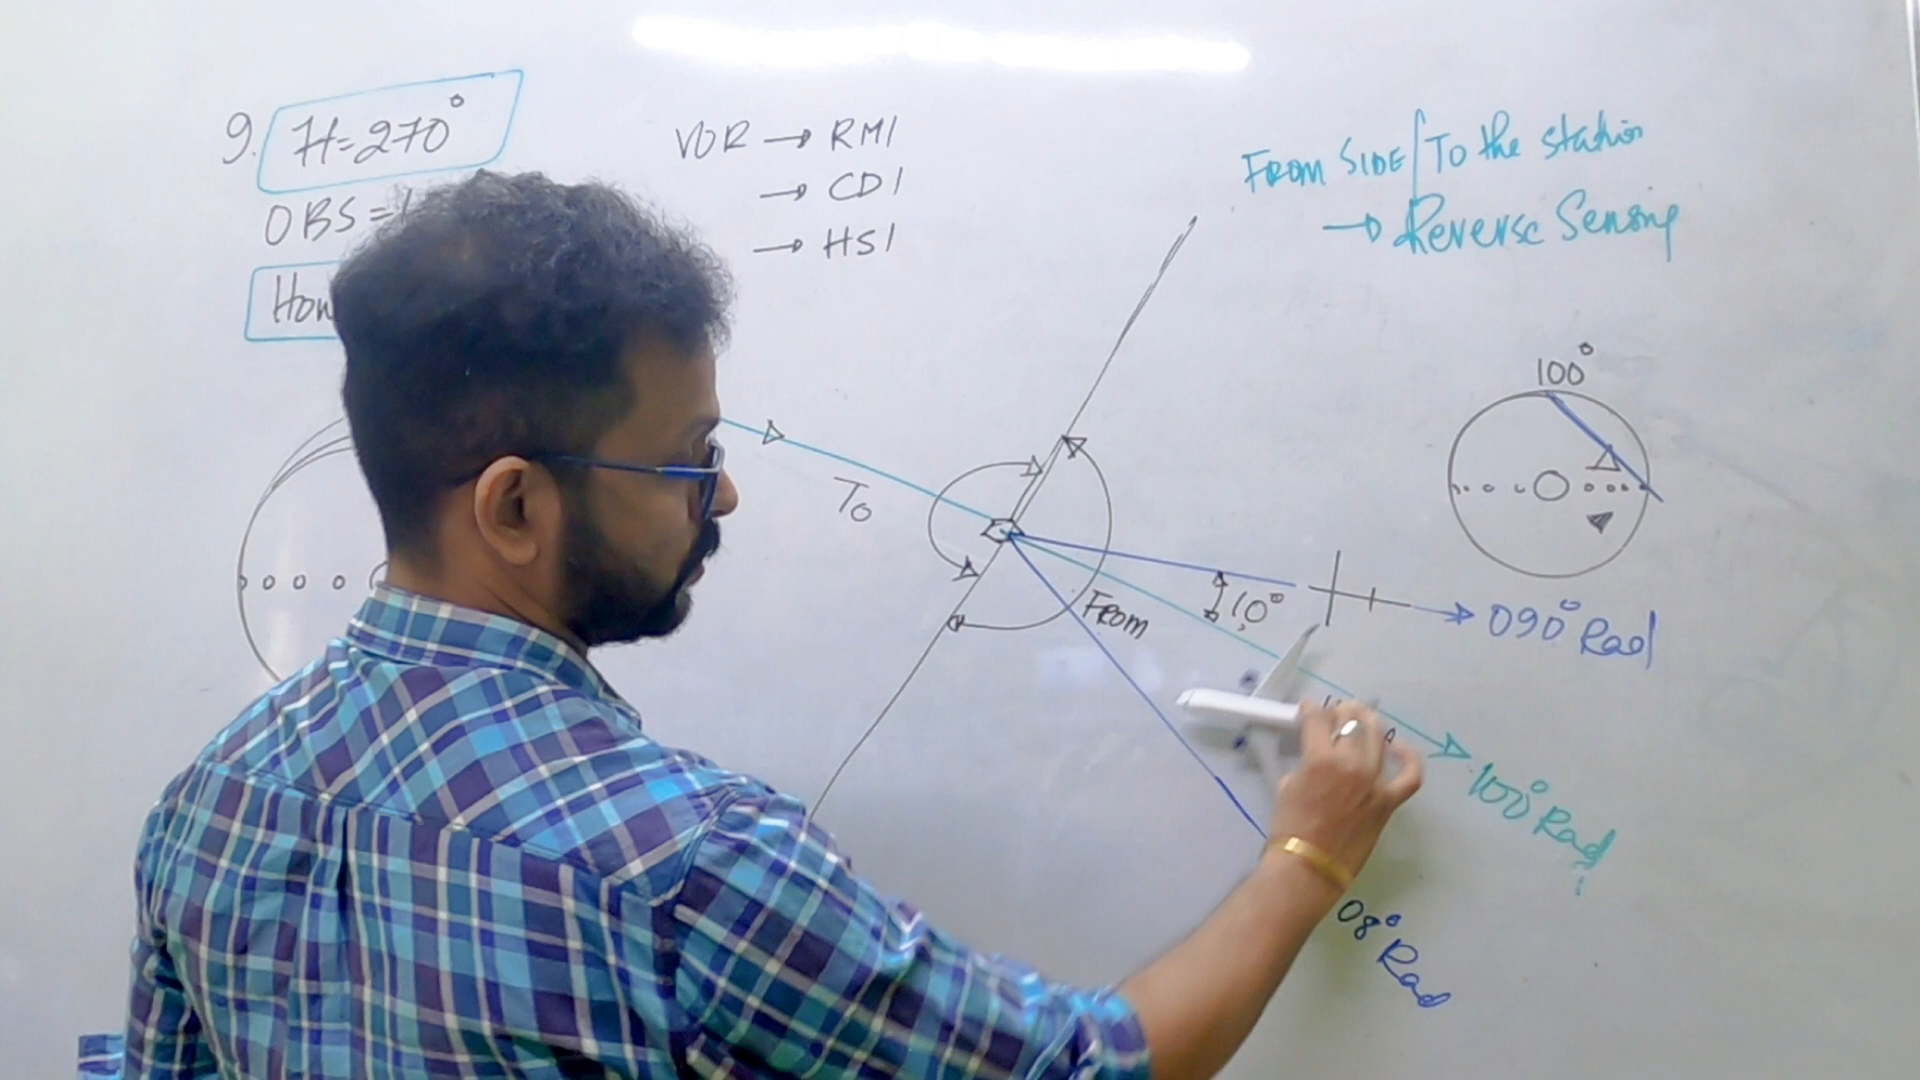 9. H=270°
OBS=
How
VOR → RMI
→ CDI
→ HSI
FROM SIDE/To the station
→ Reverse Sensing
100°
To
From
10°
090° Rad
100° Rad
08° Rad